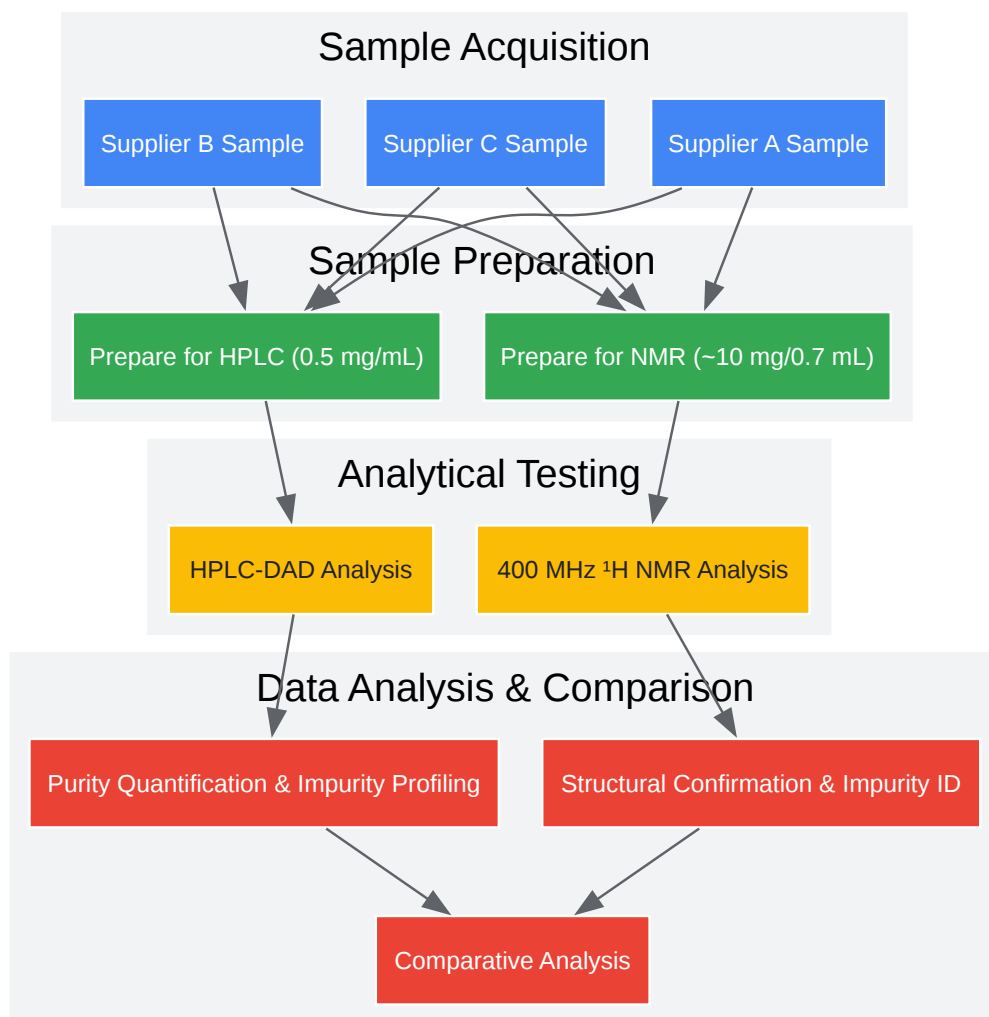 Sample Acquisition
Supplier B Sample
Supplier C Sample
Supplier A Sample
Sample Preparation
Prepare for HPLC (0.5 mg/mL)
Prepare for NMR (~10 mg/0.7 mL)
Analytical Testing
HPLC-DAD Analysis
400 MHz ¹H NMR Analysis
Data Analysis & Comparison
Purity Quantification & Impurity Profiling
Structural Confirmation & Impurity ID
Comparative Analysis